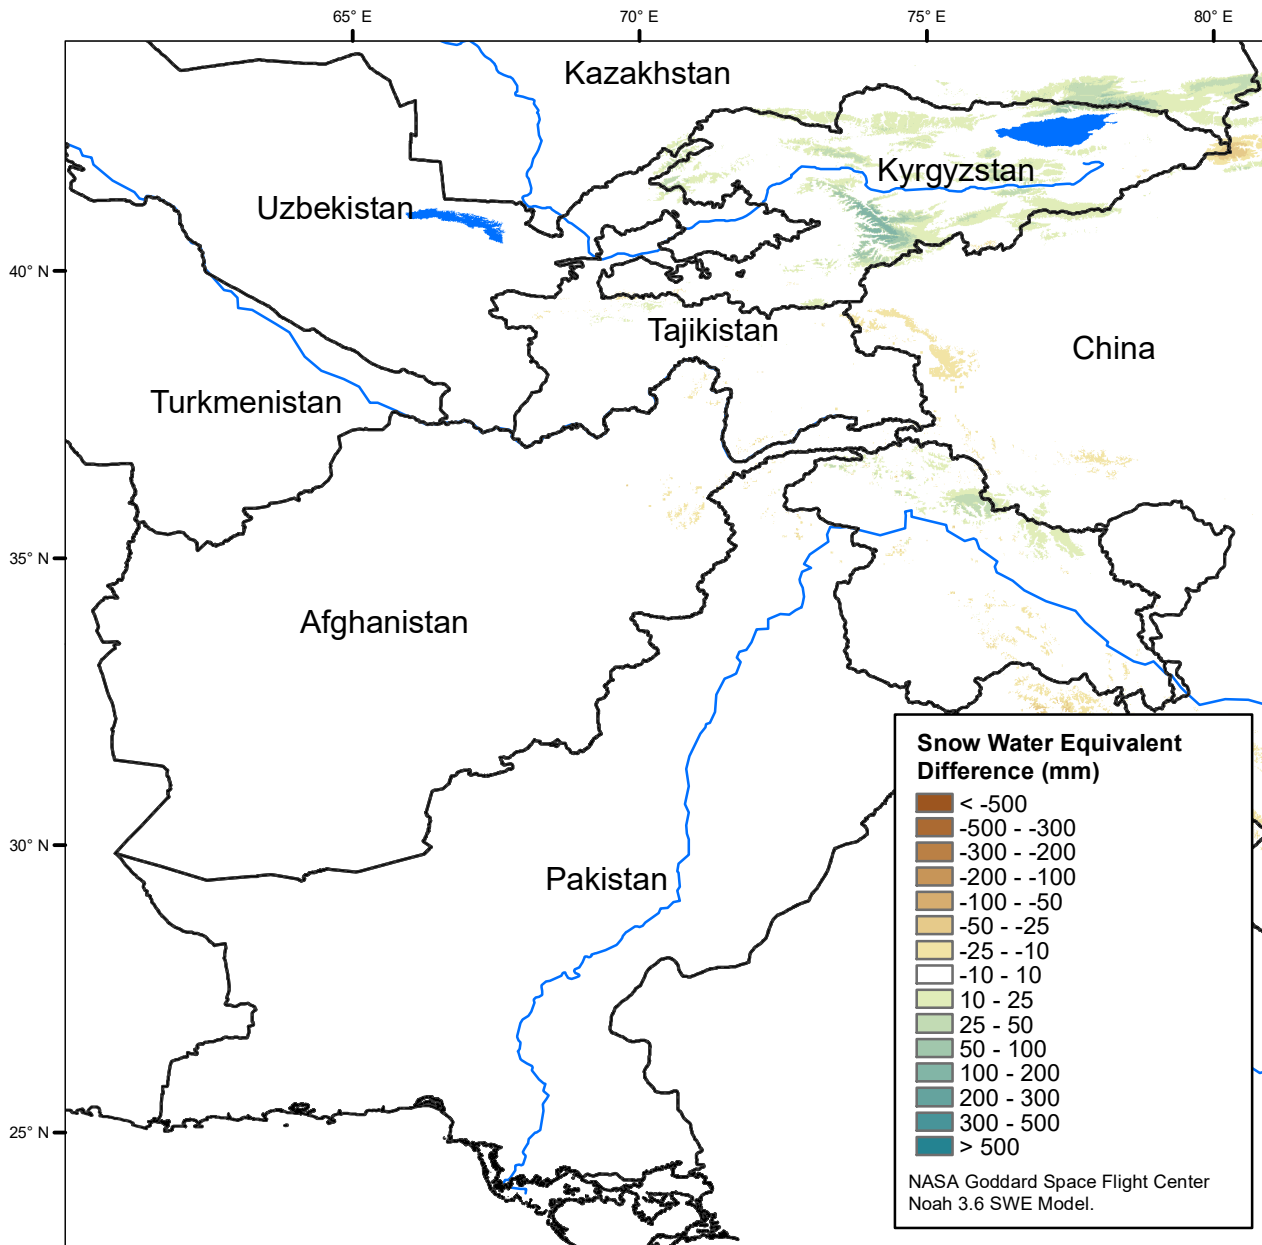 65° E
70° E
75° E
80° E
Kazakhstan
Kyrgyzstan
Uzbekistan
40° N
Tajikistan
China
Turkmenistan
35° N
Afghanistan
Snow Water Equivalent
Difference (mm)
< -500
-500 - -300
-300 - -200
-200 - -100
-100 - -50
-50 - -25
-25 - -10
-10 - 10
10 - 25
25 - 50
50 - 100
100 - 200
200 - 300
300 - 500
> 500
30° N
Pakistan
25° N
NASA Goddard Space Flight Center
Noah 3.6 SWE Model.